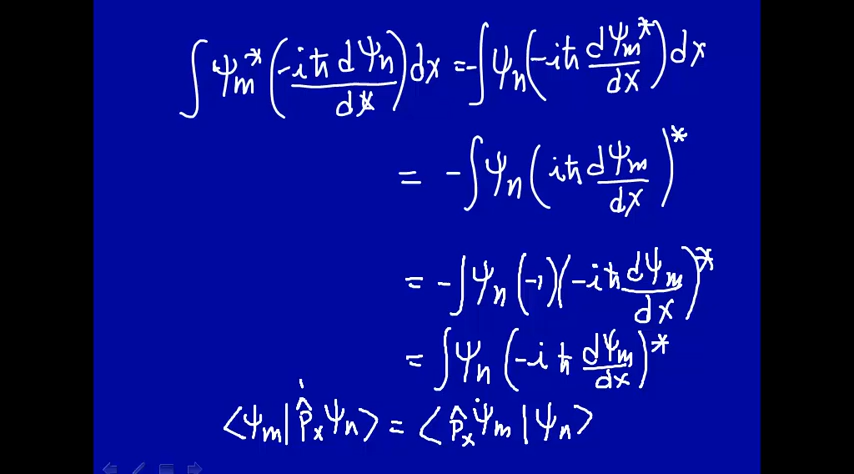 ∫ ψₘ* (-iħ dψₙ/dx) dx = -∫ ψₙ (-iħ dψₘ*/dx) dx
= -∫ ψₙ (iħ dψₘ/dx)*
= -∫ ψₙ (-1)(-iħ dψₘ/dx)*
= ∫ ψₙ (-iħ dψₘ/dx)*
⟨ψₘ|p̂ₓψₙ⟩ = ⟨p̂ₓψₘ|ψₙ⟩